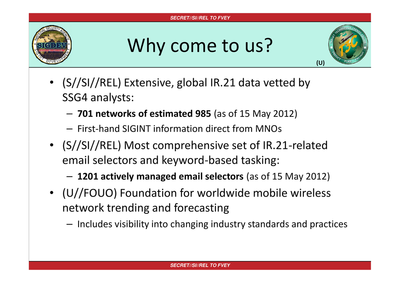 SECRET//SI//REL TO FVEY
SIGDEV
Why come to us?
(U)
• (S//SI//REL) Extensive, global IR.21 data vetted by
SSG4 analysts:
– 701 networks of estimated 985 (as of 15 May 2012)
– First-hand SIGINT information direct from MNOs
• (S//SI//REL) Most comprehensive set of IR.21-related
email selectors and keyword-based tasking:
– 1201 actively managed email selectors (as of 15 May 2012)
• (U//FOUO) Foundation for worldwide mobile wireless
network trending and forecasting
– Includes visibility into changing industry standards and practices
SECRET//SI//REL TO FVEY